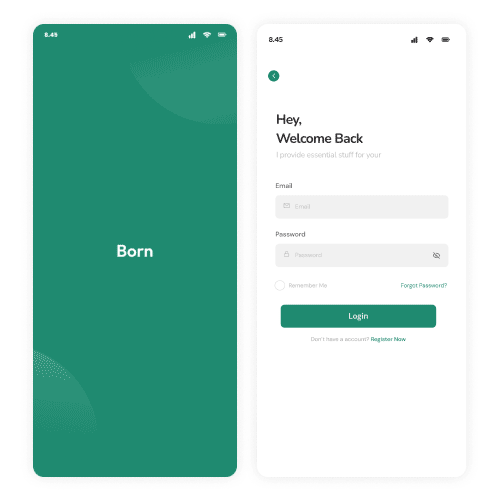 8.45
Born
8.45
Hey,
Welcome Back
I provide essential stuff for your
Email
Email
Password
Password
Remember Me
Forgot Password?
Login
Don't have a account? Register Now